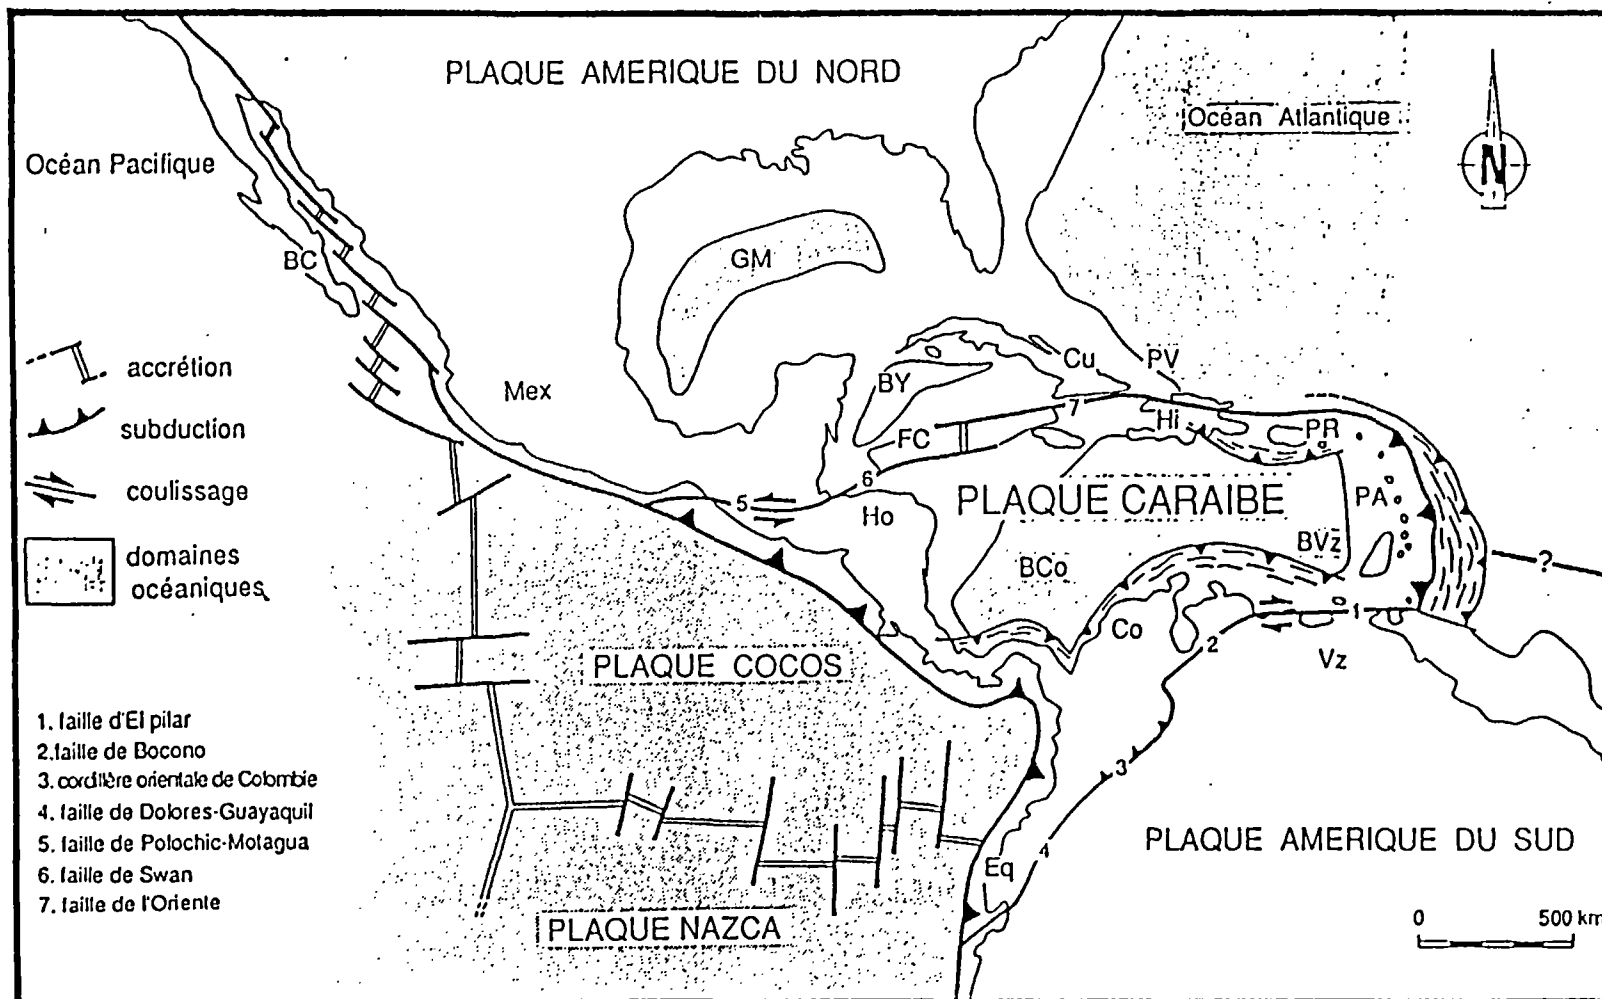 PLAQUE AMERIQUE DU NORD
Océan Atlantique
N
Océan Pacifique
BC
GM
accrétion
subduction
coulissage
domaines
océaniques
Mex
BY
Cu
PV
7
Hi
PR
FC
N
6
5
Ho
PLAQUE CARAIBE
PA
BVz
BCo
?
Co
1
2
Vz
PLAQUE COCOS
3
4
Eq
PLAQUE AMERIQUE DU SUD
PLAQUE NAZCA
1. faille d'El pilar
2.faille de Bocono
3. cordillère orientale de Colombie
4. faille de Dolores-Guayaquil
5. faille de Polochic-Motagua
6. faille de Swan
7. faille de l'Oriente
0 500 km